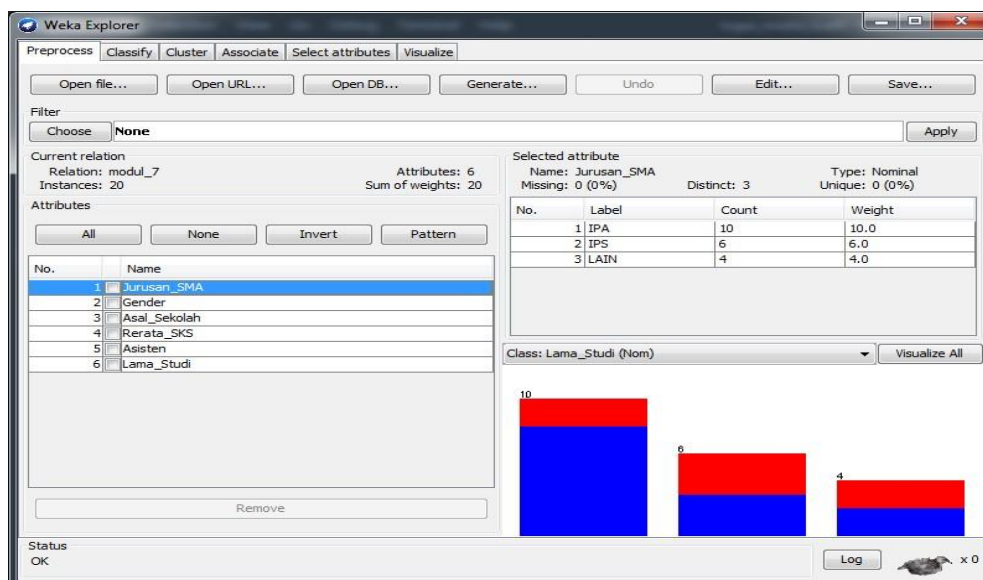 Weka Explorer
Preprocess Classify Cluster Associate Select attributes Visualize
Open file... Open URL... Open DB... Generate... Undo Edit... Save...
Filter
Choose None Apply
Current relation
Relation: modul_7 Attributes: 6
Instances: 20 Sum of weights: 20
Attributes
All None Invert Pattern
No. Name
1 Jurusan_SMA
2 Gender
3 Asal_Sekolah
4 Rerata_SKS
5 Asisten
6 Lama_Studi
Remove
Selected attribute
Name: Jurusan_SMA Type: Nominal
Missing: 0 (0%) Distinct: 3 Unique: 0 (0%)
No. Label Count Weight
1 IPA 10 10.0
2 IPS 6 6.0
3 LAIN 4 4.0
Class: Lama_Studi (Nom) Visualize All
10
6
4
Status
OK Log x 0